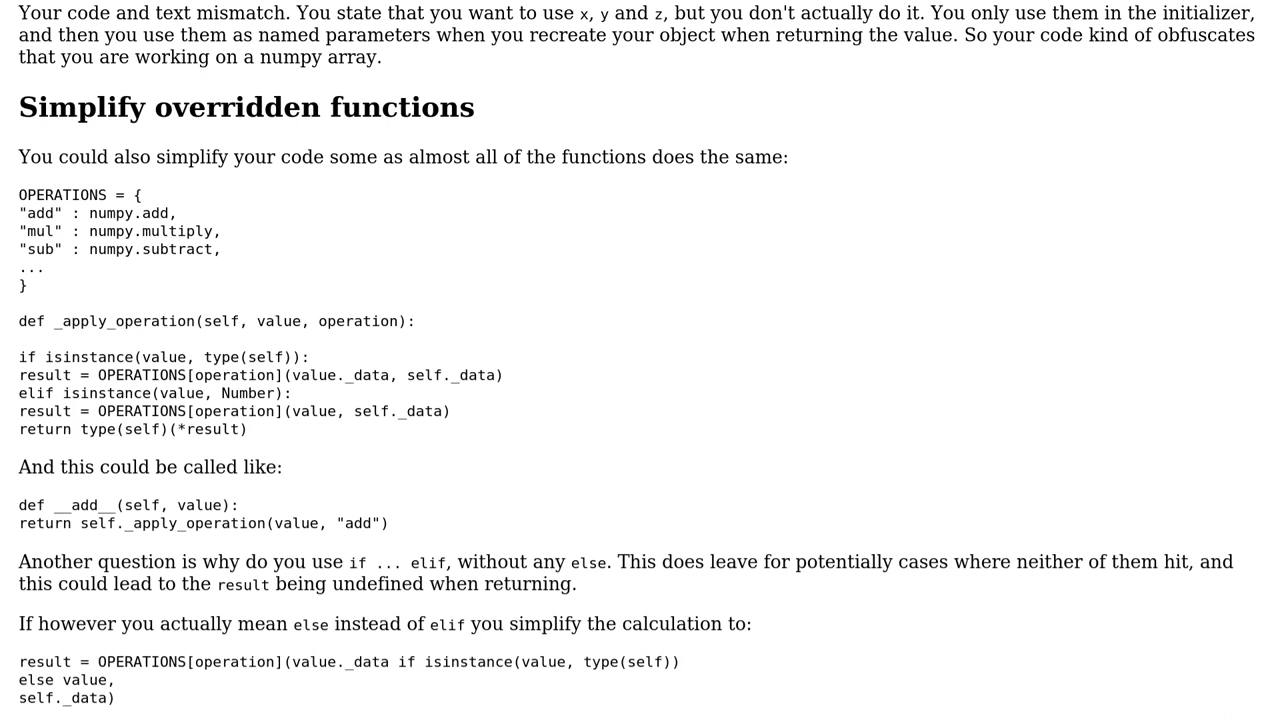 Your code and text mismatch. You state that you want to use x, y and z, but you don't actually do it. You only use them in the initializer,
and then you use them as named parameters when you recreate your object when returning the value. So your code kind of obfuscates
that you are working on a numpy array.
Simplify overridden functions
You could also simplify your code some as almost all of the functions does the same:
OPERATIONS = {
"add" : numpy.add,
"mul" : numpy.multiply,
"sub" : numpy.subtract,
...
}
def _apply_operation(self, value, operation):
if isinstance(value, type(self)):
result = OPERATIONS[operation](value._data, self._data)
elif isinstance(value, Number):
result = OPERATIONS[operation](value, self._data)
return type(self)(*result)
And this could be called like:
def __add__(self, value):
return self._apply_operation(value, "add")
Another question is why do you use if ... elif, without any else. This does leave for potentially cases where neither of them hit, and
this could lead to the result being undefined when returning.
If however you actually mean else instead of elif you simplify the calculation to:
result = OPERATIONS[operation](value._data if isinstance(value, type(self))
else value,
self._data)